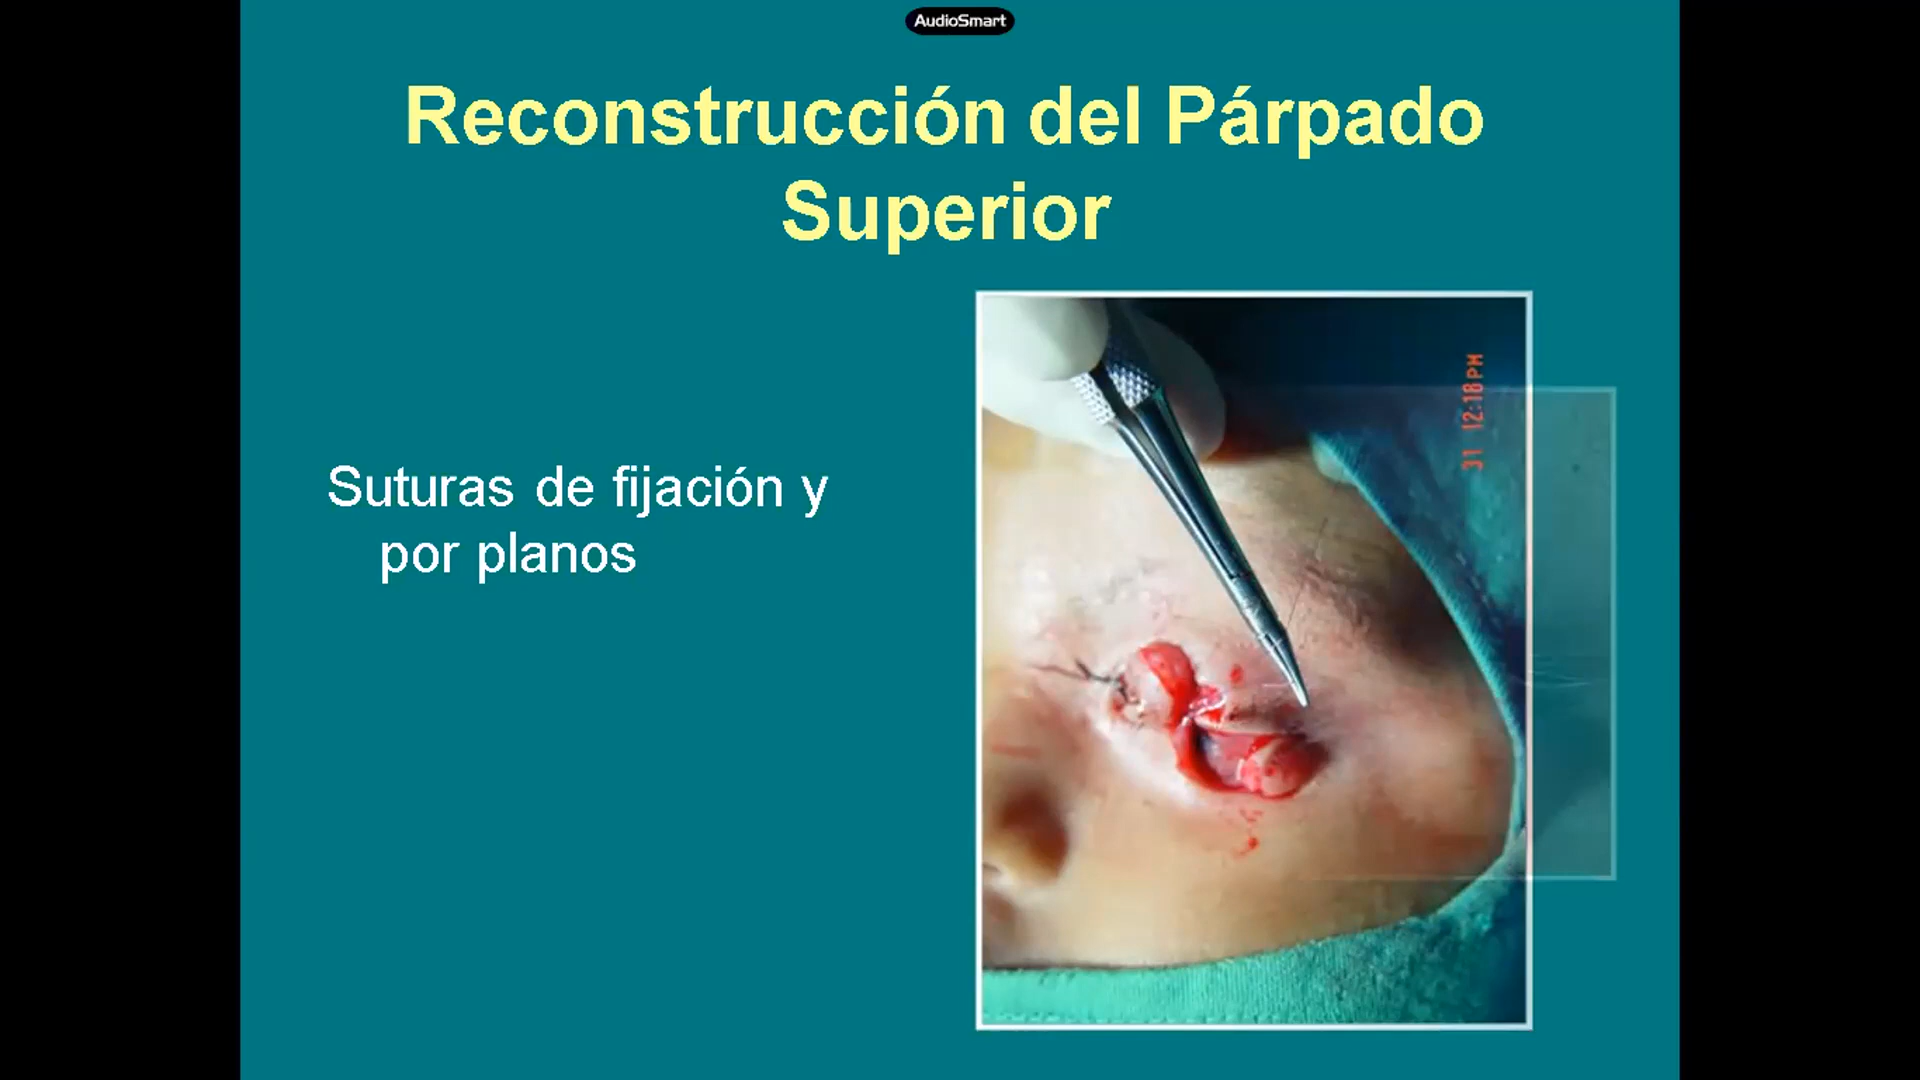 AudioSmart
Reconstrucción del Párpado
Superior
Suturas de fijación y
por planos
31 12:18PM